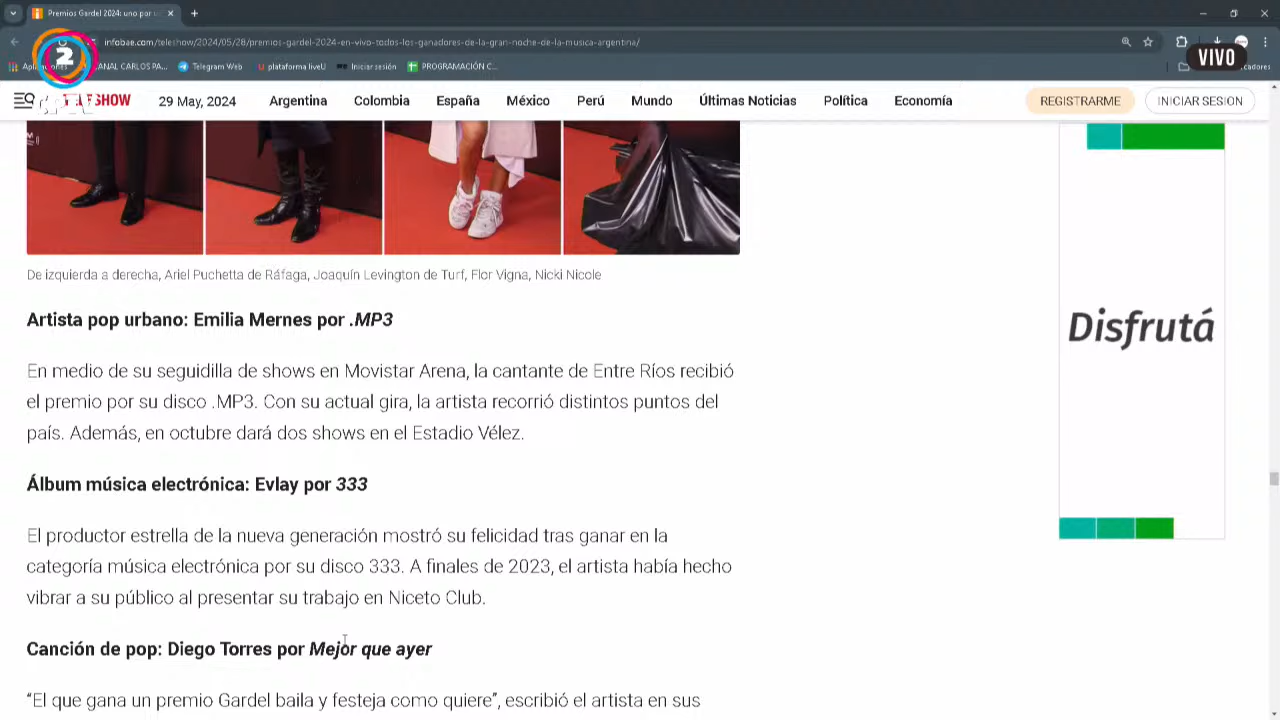 Premios Gardel 2024: uno por u
2
VIVO
infobae.com/teleshow/2024/05/28/premios-gardel-2024-en-vivo-todos-los-ganadores-de-la-gran-noche-de-la-musica-argentina/
ANAL CARLOS PA... Telegram Web plataforma liveU Iniciar sesión PROGRAMACIÓN C...
TELESHOW 29 May, 2024 Argentina Colombia España México Perú Mundo Últimas Noticias Política Economía REGISTRARME INICIAR SESION
De izquierda a derecha, Ariel Puchetta de Ráfaga, Joaquín Levington de Turf, Flor Vigna, Nicki Nicole
Artista pop urbano: Emilia Mernes por .MP3
En medio de su seguidilla de shows en Movistar Arena, la cantante de Entre Ríos recibió
el premio por su disco .MP3. Con su actual gira, la artista recorrió distintos puntos del
país. Además, en octubre dará dos shows en el Estadio Vélez.
Álbum música electrónica: Evlay por 333
El productor estrella de la nueva generación mostró su felicidad tras ganar en la
categoría música electrónica por su disco 333. A finales de 2023, el artista había hecho
vibrar a su público al presentar su trabajo en Niceto Club.
Canción de pop: Diego Torres por Mejor que ayer
“El que gana un premio Gardel baila y festeja como quiere”, escribió el artista en sus
Disfrutá